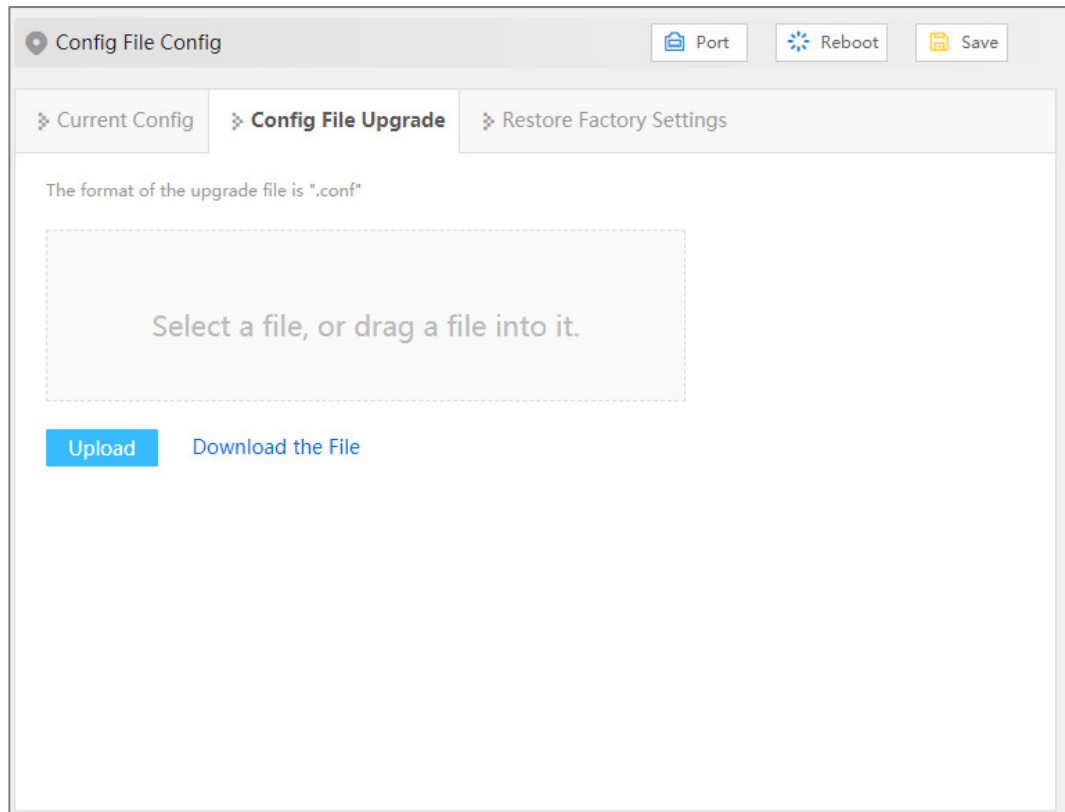 Config File Config Port Reboot Save
Current Config Config File Upgrade Restore Factory Settings
The format of the upgrade file is ".conf"
Select a file, or drag a file into it.
Upload Download the File